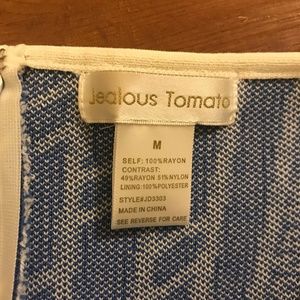 Jealous Tomato
M
SELF: 100%RAYON
CONTRAST:
49%RAYON 51%NYLON
LINING:100%POLYESTER
STYLE#JD3303
MADE IN CHINA
SEE REVERSE FOR CARE